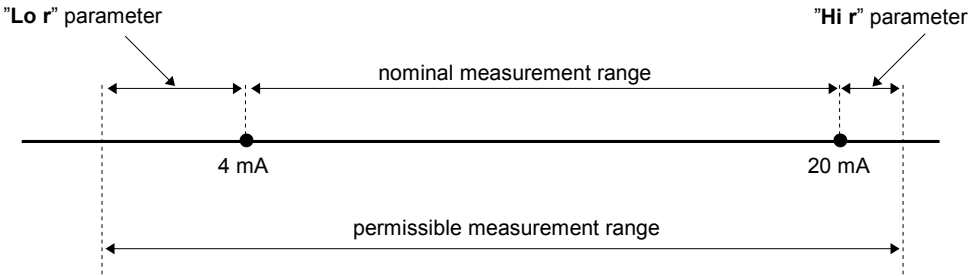 ”Lo r” parameter
”Hi r” parameter
nominal measurement range
4 mA
20 mA
permissible measurement range